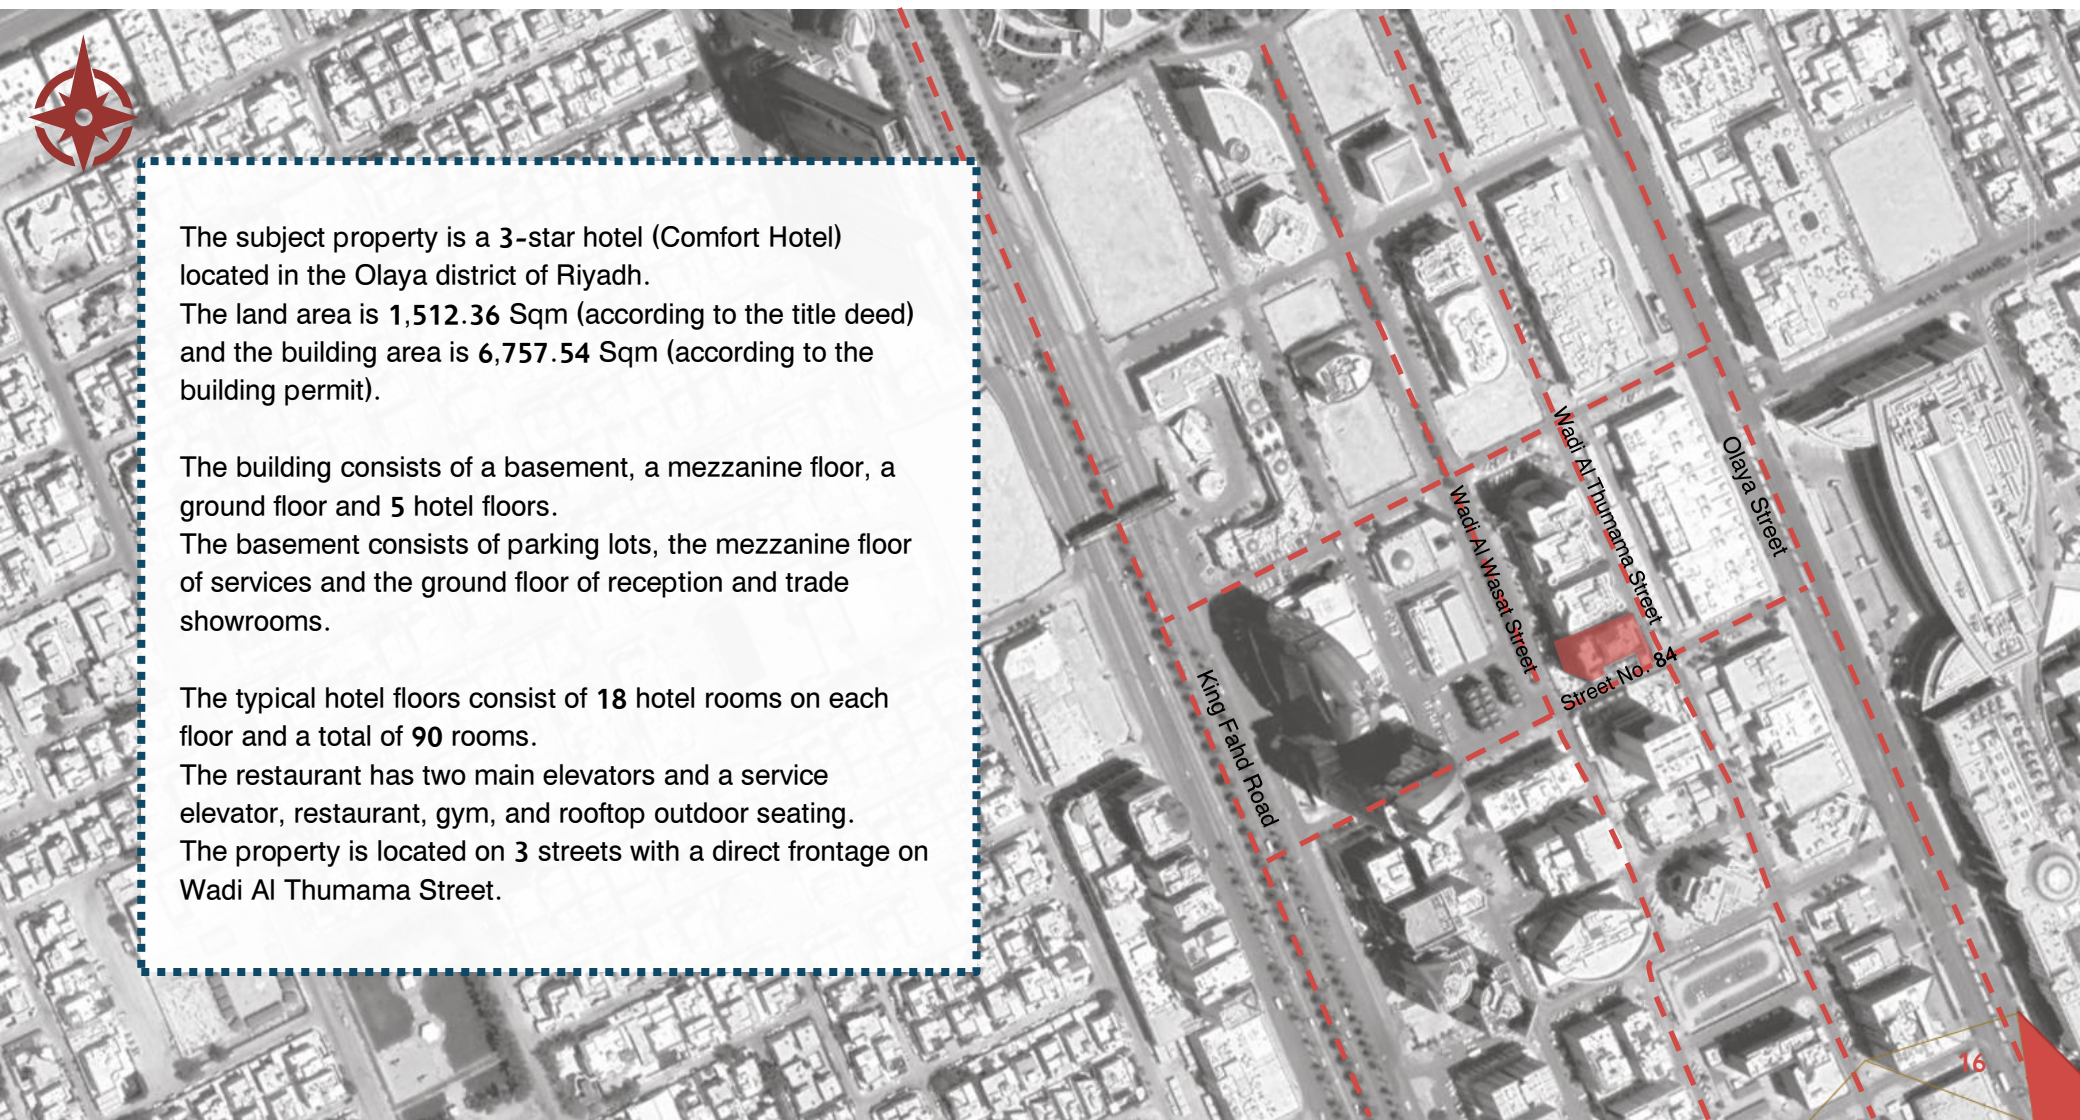 The subject property is a 3-star hotel (Comfort Hotel)
located in the Olaya district of Riyadh.
The land area is 1,512.36 Sqm (according to the title deed)
and the building area is 6,757.54 Sqm (according to the
building permit).
The building consists of a basement, a mezzanine floor, a
ground floor and 5 hotel floors.
The basement consists of parking lots, the mezzanine floor
of services and the ground floor of reception and trade
showrooms.
The typical hotel floors consist of 18 hotel rooms on each
floor and a total of 90 rooms.
The restaurant has two main elevators and a service
elevator, restaurant, gym, and rooftop outdoor seating.
The property is located on 3 streets with a direct frontage on
Wadi Al Thumama Street.
King Fahd Road
Wadi Al Wasat Street
Wadi Al Thumama Street
Olaya Street
Street No. 84
16